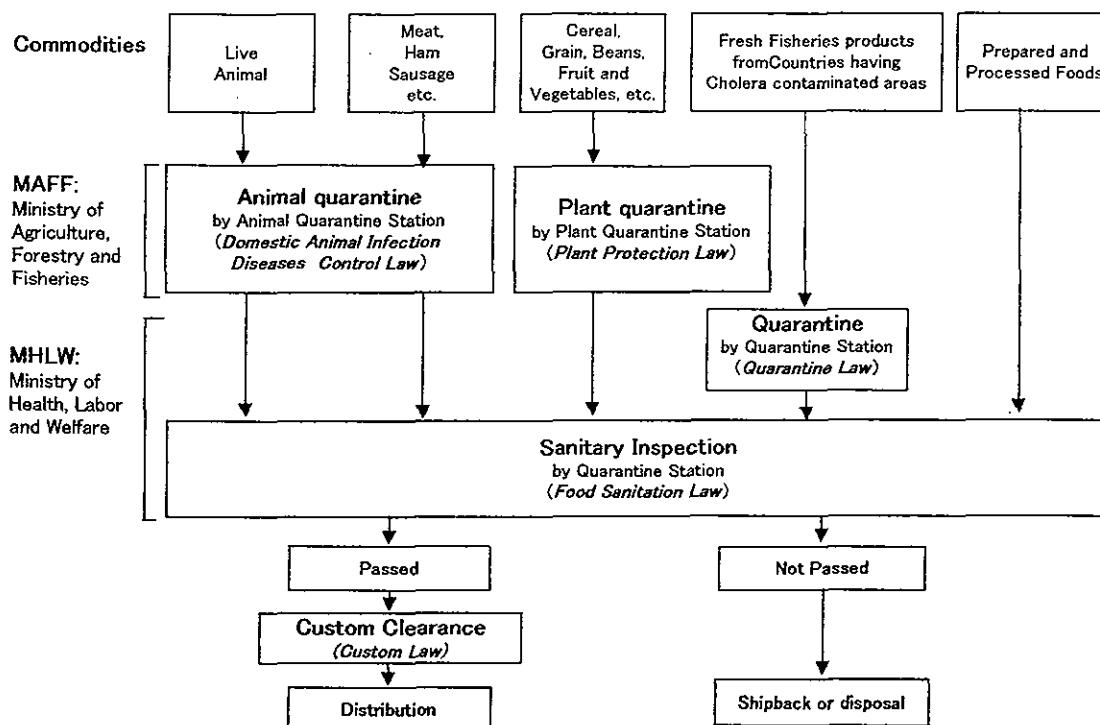 Commodities
Live
Animal
Meat,
Ham
Sausage
etc.
Cereal,
Grain, Beans,
Fruit and
Vegetables, etc.
Fresh Fisheries products
fromCountries having
Cholera contaminated areas
Prepared and
Processed Foods
MAFF:
Ministry of
Agriculture,
Forestry and
Fisheries
Animal quarantine
by Animal Quarantine Station
(Domestic Animal Infection
Diseases Control Law)
Plant quarantine
by Plant Quarantine Station
(Plant Protection Law)
MHLW:
Ministry of
Health, Labor
and Welfare
Quarantine
by Quarantine Station
(Quarantine Law)
Sanitary Inspection
by Quarantine Station
(Food Sanitation Law)
Passed
Not Passed
Custom Clearance
(Custom Law)
Distribution
Shipback or disposal